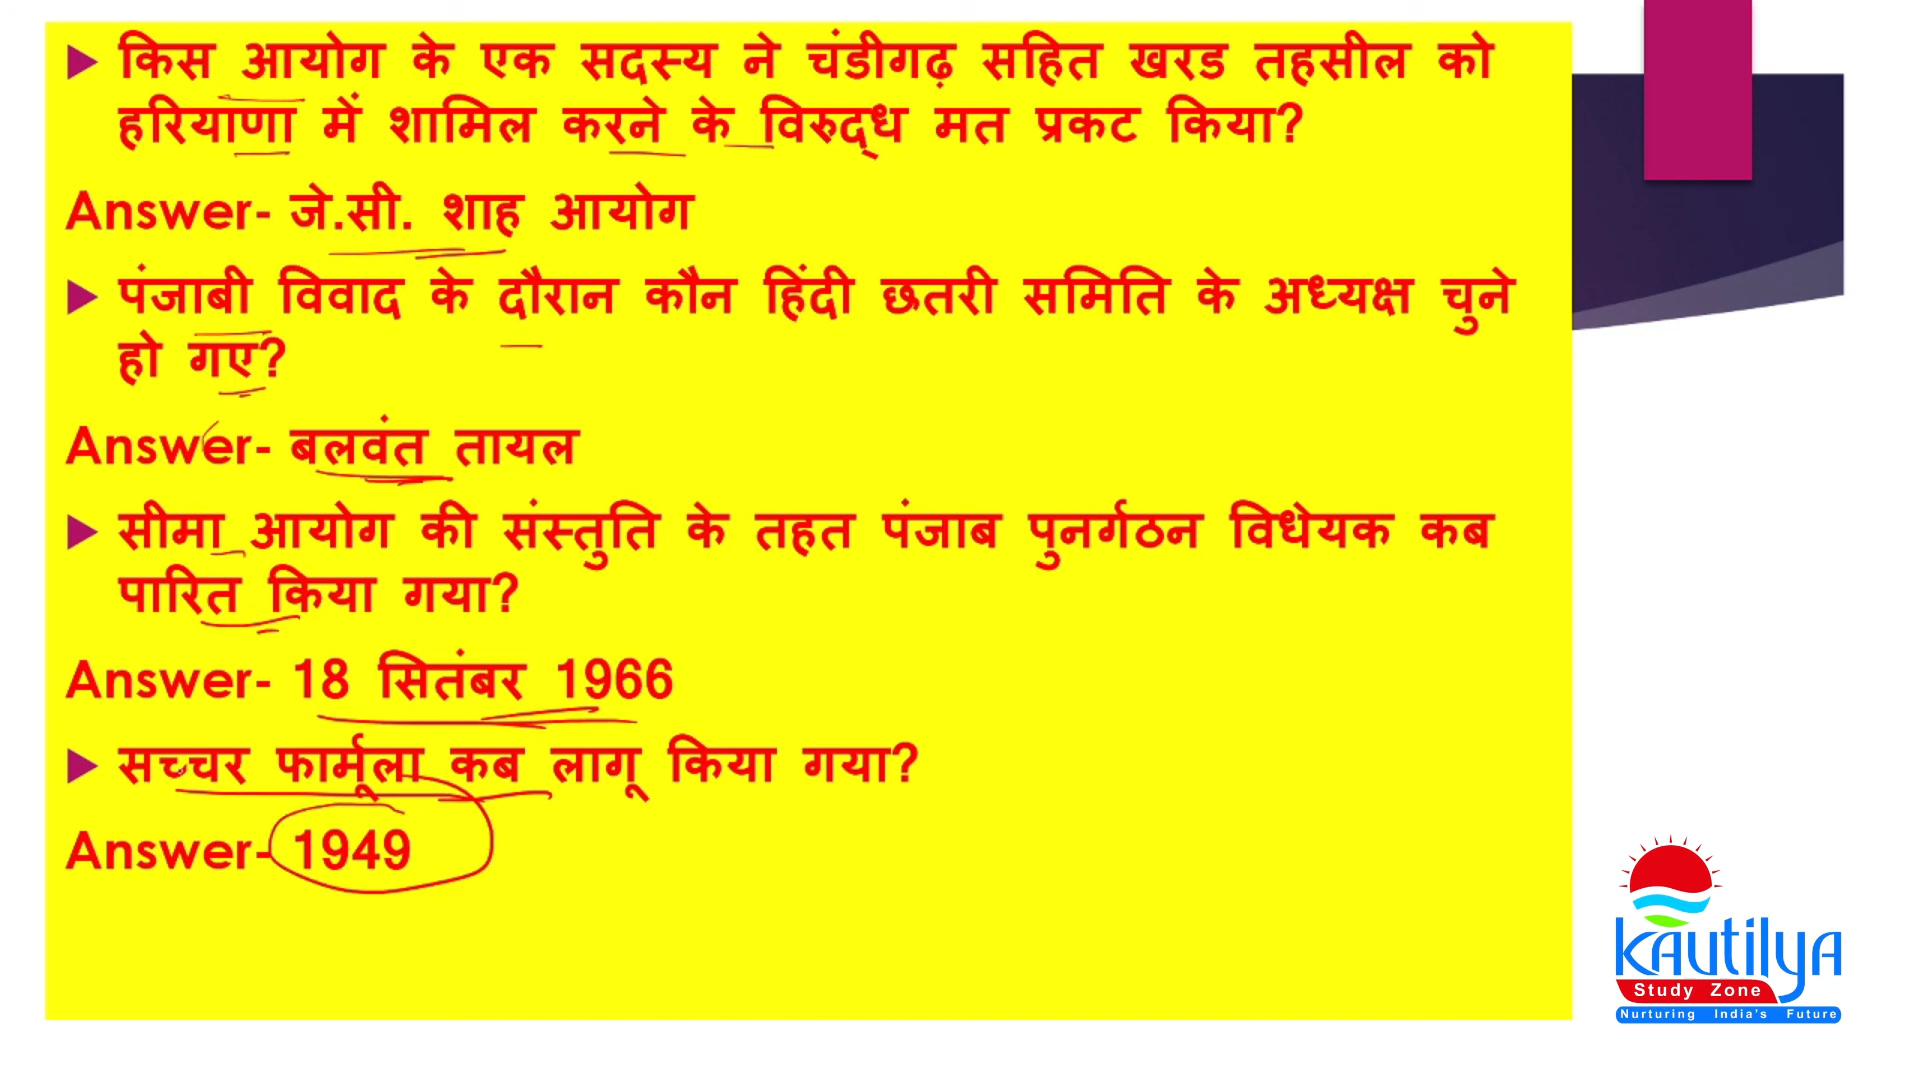 किस आयोग के एक सदस्य ने चंडीगढ़ सहित खरड तहसील को
हरियाणा में शामिल करने के विरुद्ध मत प्रकट किया?
Answer- जे.सी. शाह आयोग
पंजाबी विवाद के दौरान कौन हिंदी छतरी समिति के अध्यक्ष चुने
हो गए?
Answer- बलवंत तायल
सीमा आयोग की संस्तुति के तहत पंजाब पुनर्गठन विधेयक कब
पारित किया गया?
Answer- 18 सितंबर 1966
सच्चर फार्मूला कब लागू किया गया?
Answer- 1949
kautilya
Study Zone
Nurturing India's Future